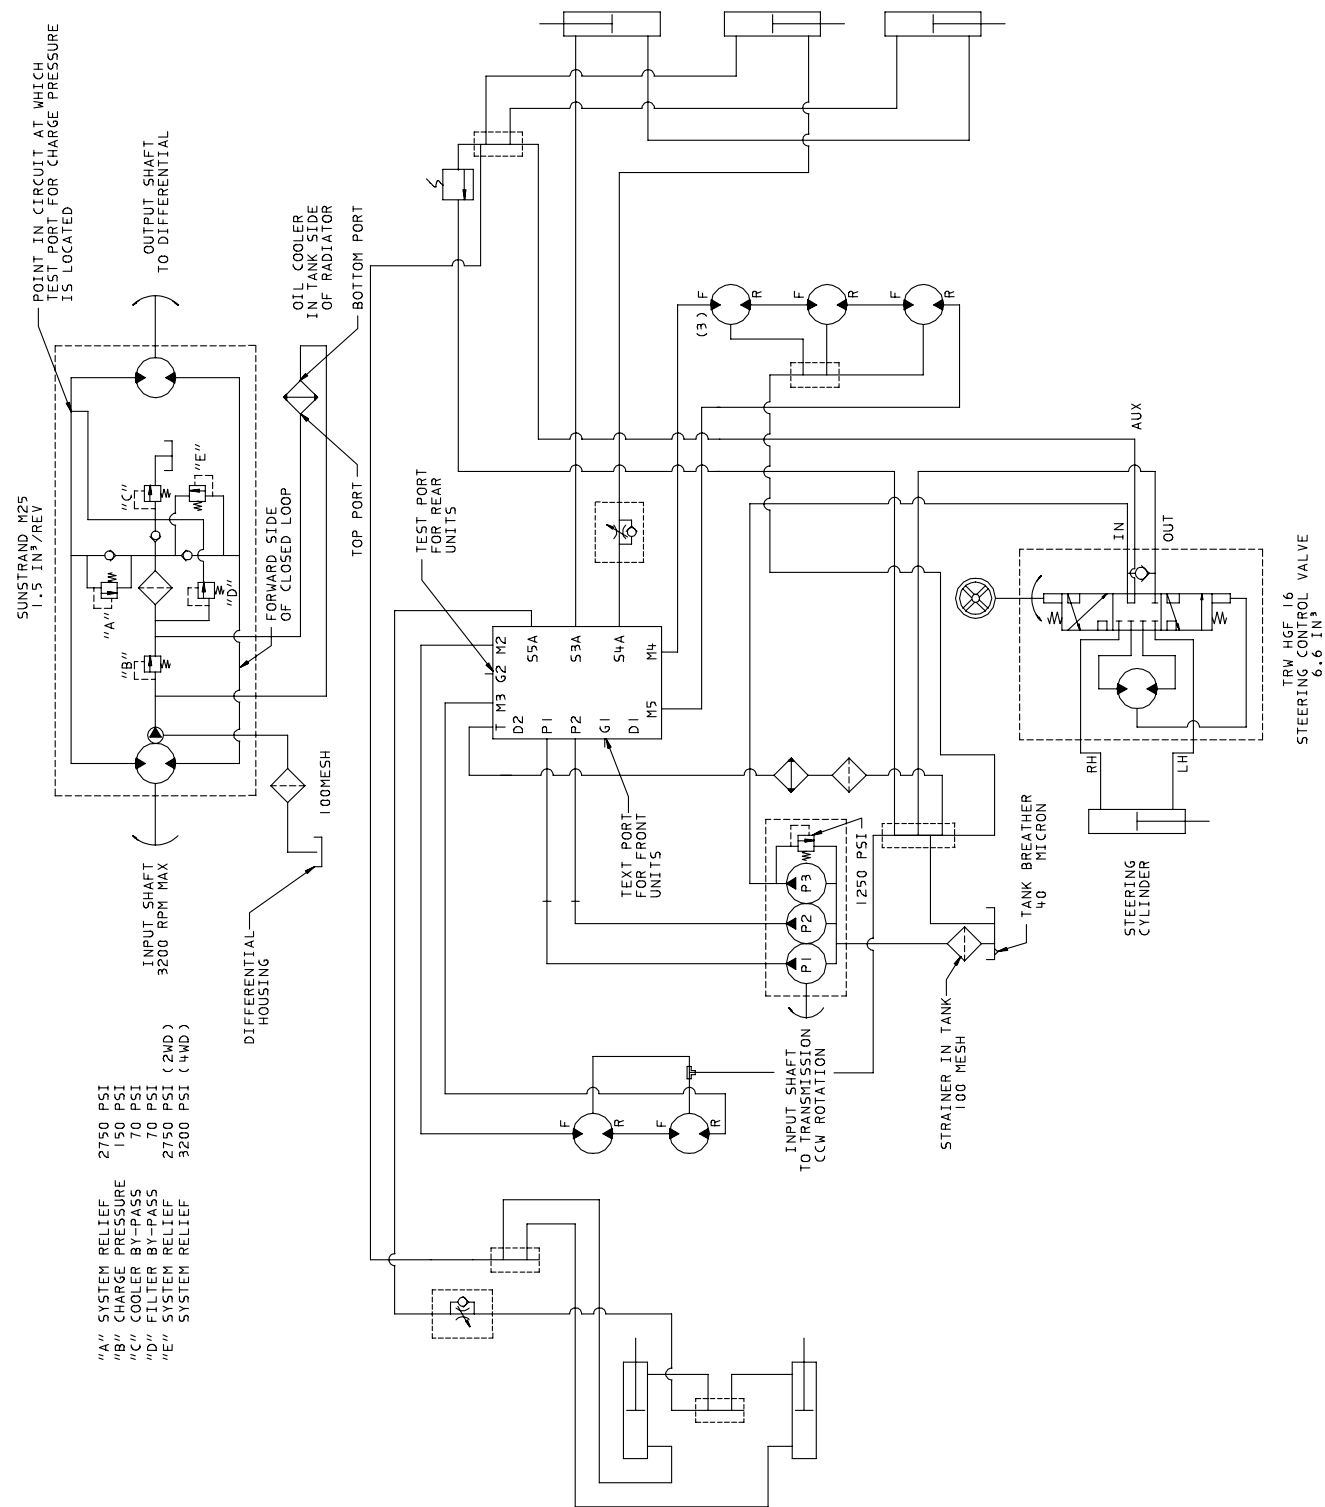 "A" SYSTEM RELIEF 2750 PSI
"B" CHARGE PRESSURE 150 PSI
"C" COOLER BY-PASS 70 PSI
"D" FILTER BY-PASS 70 PSI
"E" SYSTEM RELIEF 2750 PSI (2WD)
SYSTEM RELIEF 3200 PSI (4WD)
INPUT SHAFT
3200 RPM MAX
DIFFERENTIAL
HOUSING
100MESH
SUNSTRAND M25
1.5 IN³/REV
"B"
"A"
"D"
"C"
"E"
FORWARD SIDE
OF CLOSED LOOP
POINT IN CIRCUIT AT WHICH
TEST PORT FOR CHARGE PRESSURE
IS LOCATED
OUTPUT SHAFT
TO DIFFERENTIAL
OIL COOLER
IN TANK SIDE
OF RADIATOR
BOTTOM PORT
TOP PORT
TEST PORT
FOR REAR
UNITS
T
M3
G2
M2
D2
P1
P2
G1
D1
S5A
S3A
S4A
M5
M4
TEXT PORT
FOR FRONT
UNITS
F
R
F
R
(3)
F
R
F
R
F
R
P1
P2
P3
1250 PSI
INPUT SHAFT
TO TRANSMISSION
CCW ROTATION
STRAINER IN TANK
100 MESH
TANK BREATHER
40 MICRON
STEERING
CYLINDER
RH
LH
IN
OUT
AUX
TRW HGF 16
STEERING CONTROL VALVE
6.6 IN³